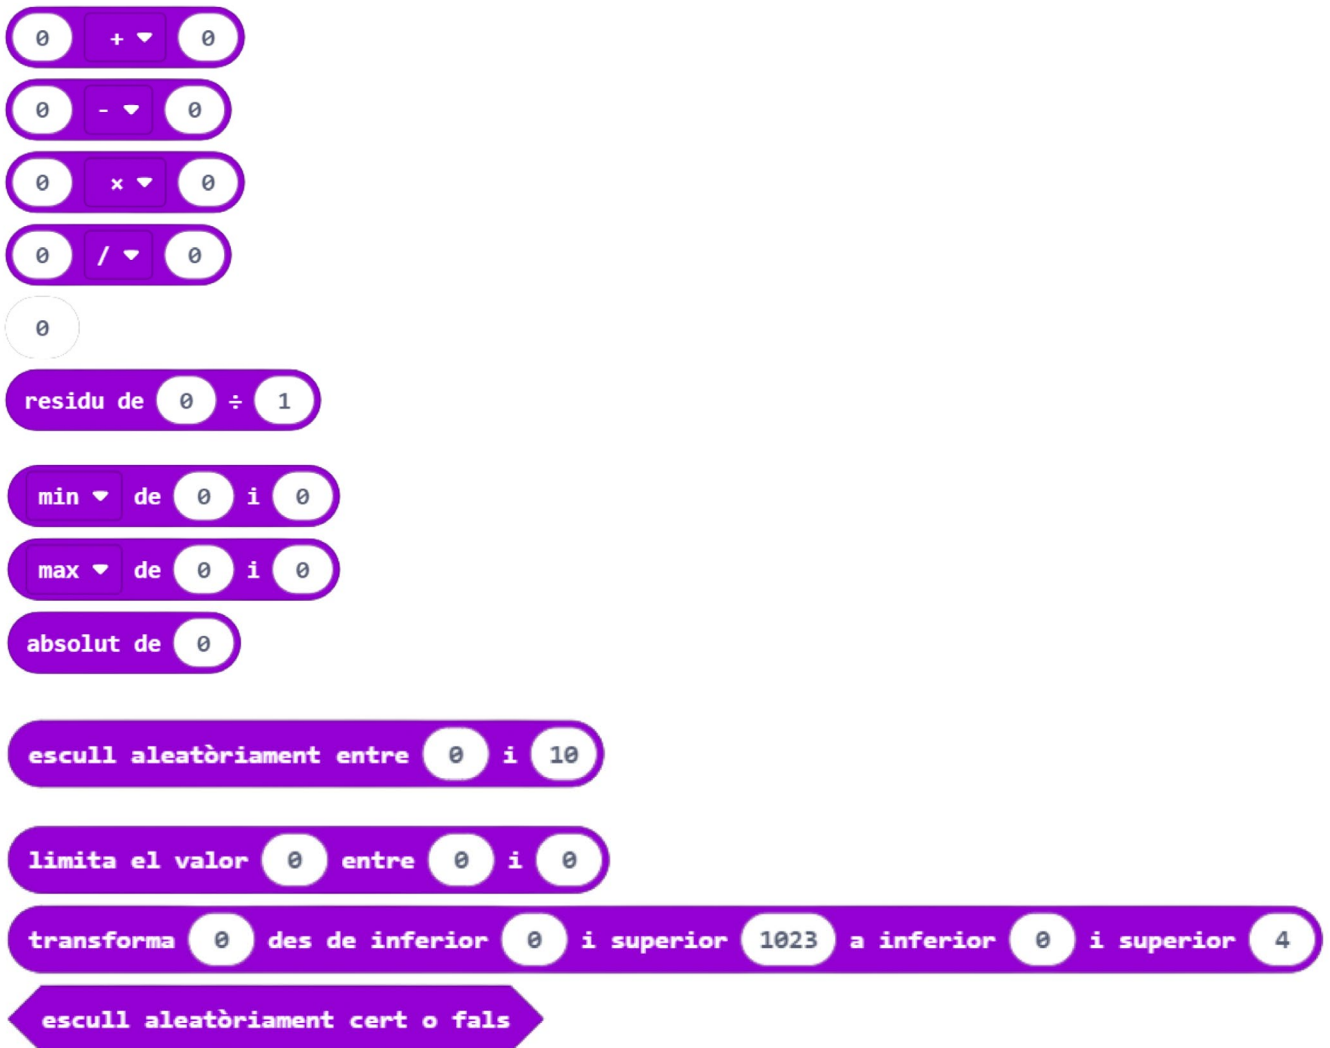 0 + 0
0 - 0
0 × 0
0 / 0
0
residu de 0 ÷ 1
min de 0 i 0
max de 0 i 0
absolut de 0
escull aleatòriament entre 0 i 10
limita el valor 0 entre 0 i 0
transforma 0 des de inferior 0 i superior 1023 a inferior 0 i superior 4
escull aleatòriament cert o fals